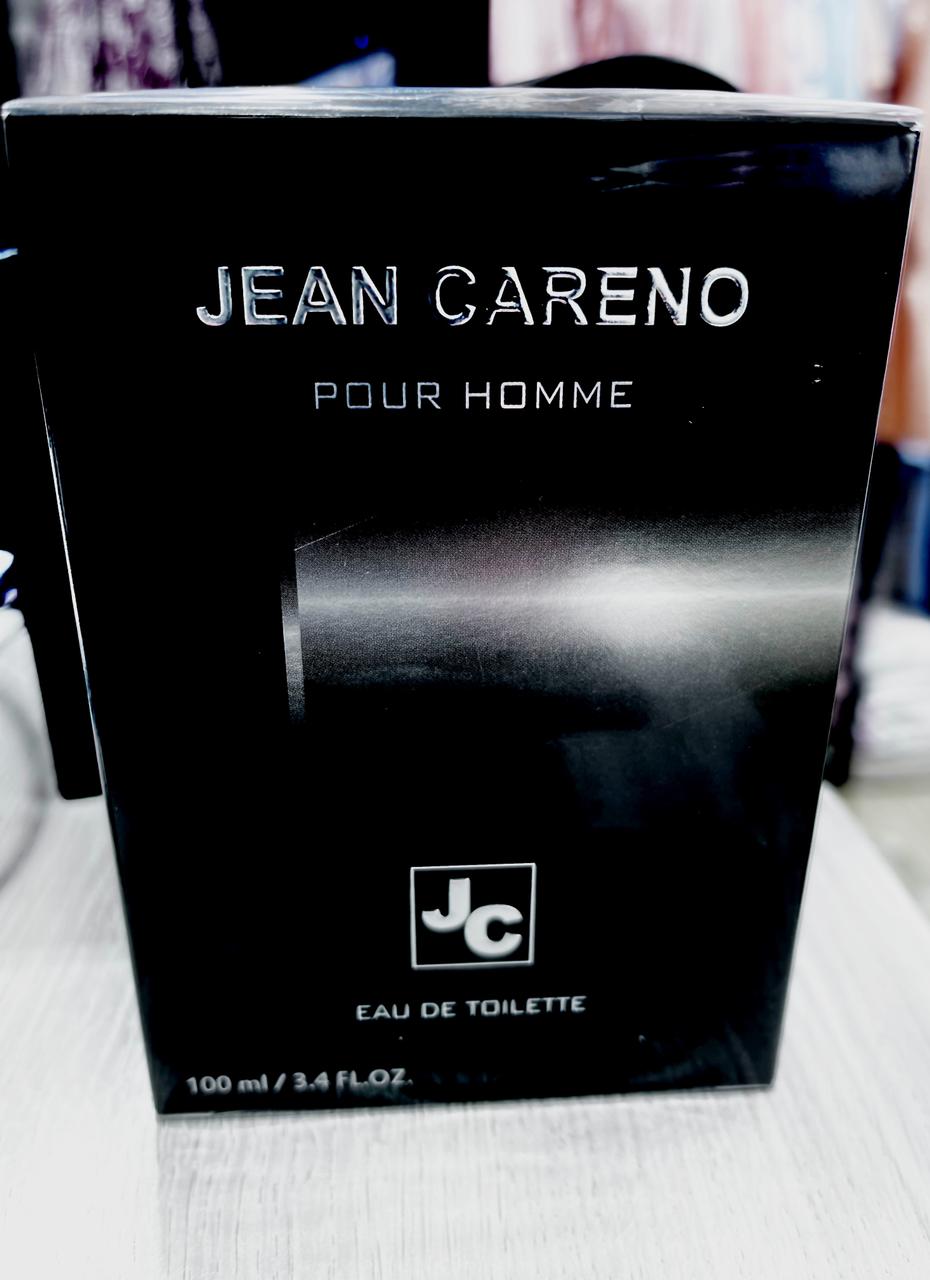 JEAN CARENO
POUR HOMME
JC
EAU DE TOILETTE
100 ml / 3.4 FL.OZ.